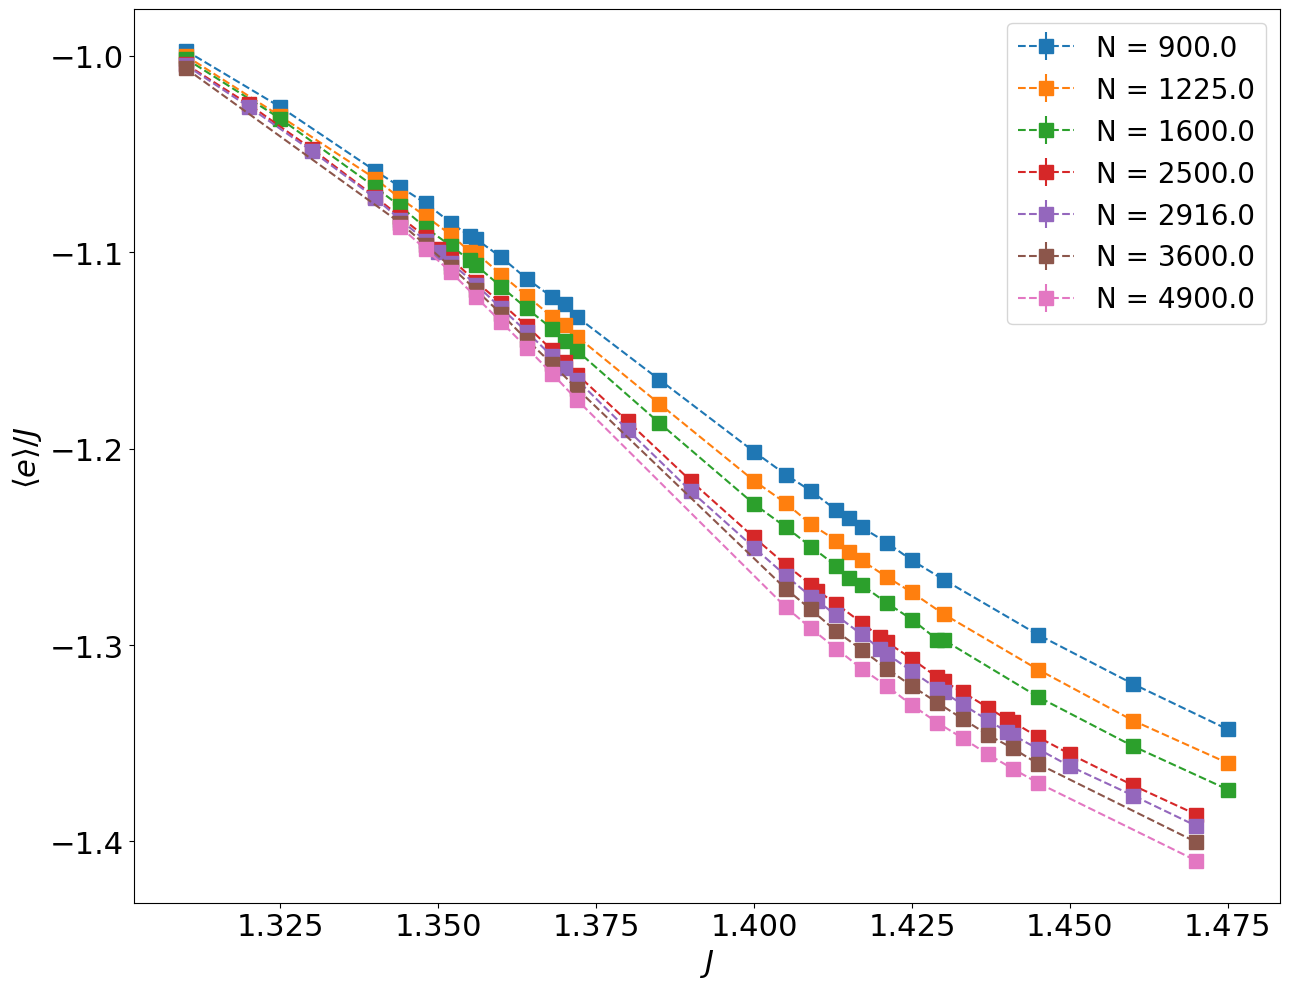 −1.0
−1.1
−1.2
−1.3
−1.4
⟨e⟩/J
1.325 1.350 1.375 1.400 1.425 1.450 1.475
J
N = 900.0
N = 1225.0
N = 1600.0
N = 2500.0
N = 2916.0
N = 3600.0
N = 4900.0